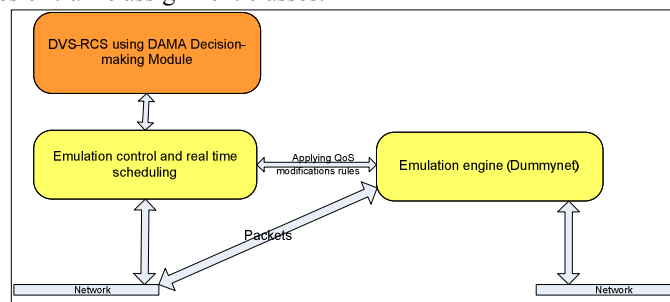 DVS-RCS using DAMA Decision-
making Module
Emulation control and real time
scheduling
Applying QoS
modifications rules
Emulation engine (Dummynet)
Packets
Network
Network